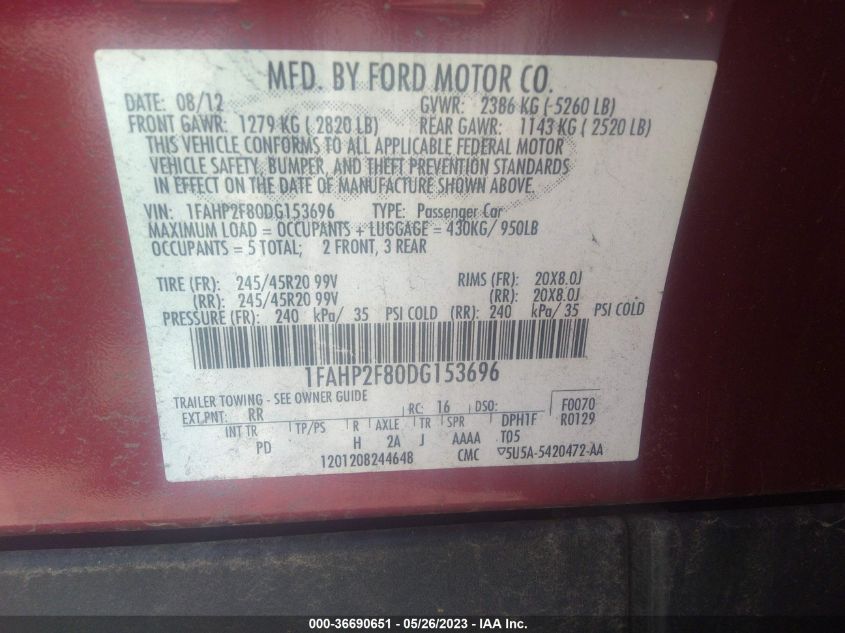 MFD. BY FORD MOTOR CO.
DATE: 08/12 GVWR: 2386 KG (-5260 LB)
FRONT GAWR: 1279 KG ( 2820 LB) REAR GAWR: 1143 KG ( 2520 LB)
THIS VEHICLE CONFORMS TO ALL APPLICABLE FEDERAL MOTOR
VEHICLE SAFETY, BUMPER, AND THEFT PREVENTION STANDARDS
IN EFFECT ON THE DATE OF MANUFACTURE SHOWN ABOVE.
VIN: 1FAHP2F80DG153696 TYPE: Passenger Car
MAXIMUM LOAD = OCCUPANTS + LUGGAGE = 430KG/ 950LB
OCCUPANTS = 5 TOTAL; 2 FRONT, 3 REAR
TIRE (FR): 245/45R20 99V RIMS (FR): 20X8.0J
(RR): 245/45R20 99V (RR): 20X8.0J
PRESSURE (FR): 240 kPa/ 35 PSI COLD (RR): 240 kPa/ 35 PSI COLD
1FAHP2F80DG153696
TRAILER TOWING - SEE OWNER GUIDE
EXT PNT: RR RC: 16 DSO: F0070
INT TR TP/PS R AXLE TR SPR DPH1F R0129
PD H 2A J AAAA T05
1201208244648 CMC ▽5U5A-5420472-AA
000-36690651 - 05/26/2023 - IAA Inc.